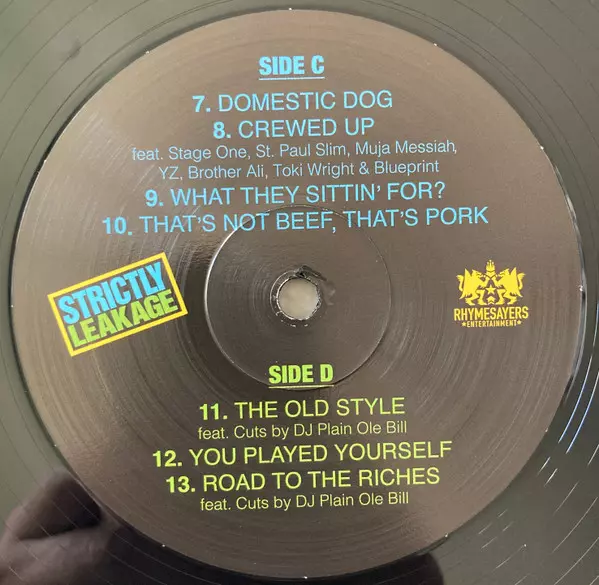 SIDE C
7. DOMESTIC DOG
8. CREWED UP
feat. Stage One, St. Paul Slim, Muja Messiah,
YZ, Brother Ali, Toki Wright & Blueprint
9. WHAT THEY SITTIN' FOR?
10. THAT'S NOT BEEF, THAT'S PORK
STRICTLY
LEAKAGE
RHYMESAYERS
ENTERTAINMENT
SIDE D
11. THE OLD STYLE
feat. Cuts by DJ Plain Ole Bill
12. YOU PLAYED YOURSELF
13. ROAD TO THE RICHES
feat. Cuts by DJ Plain Ole Bill